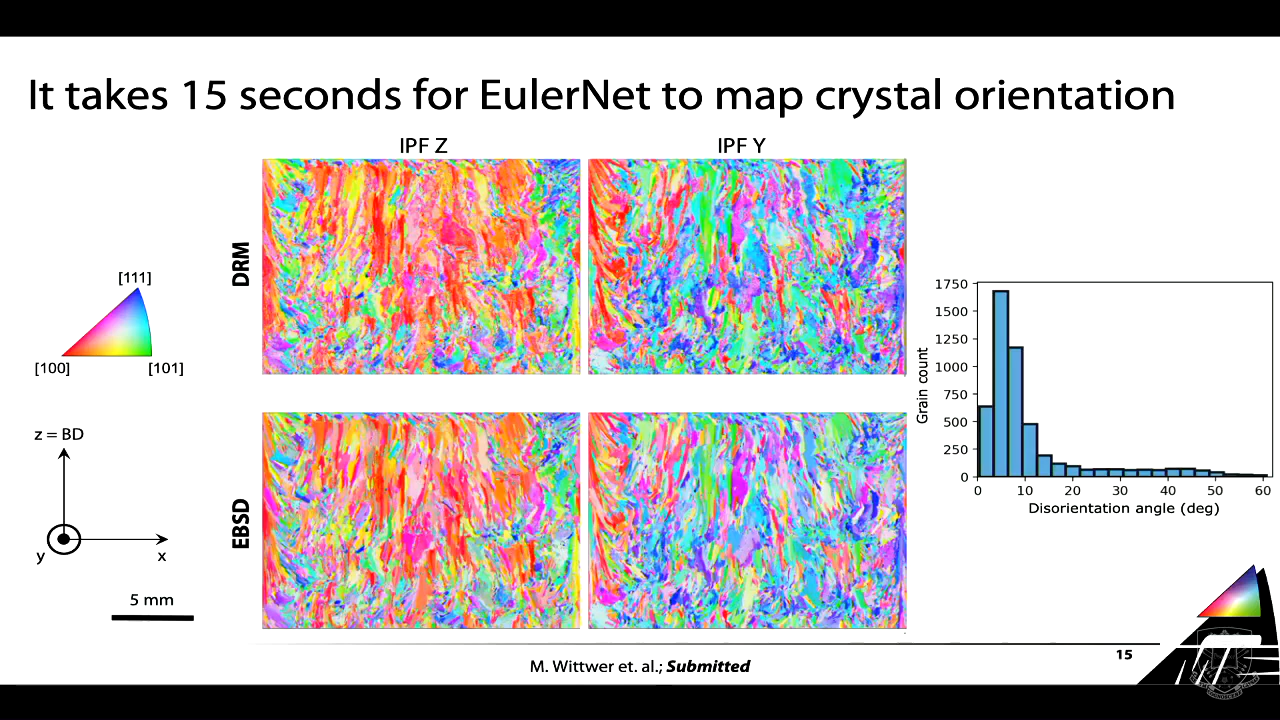 It takes 15 seconds for EulerNet to map crystal orientation
IPF Z
IPF Y
DRM
[111]
[100]
[101]
z = BD
y
x
5 mm
EBSD
1750
1500
1250
1000
750
500
250
0
Grain count
0 10 20 30 40 50 60
Disorientation angle (deg)
M. Wittwer et. al.; Submitted
15